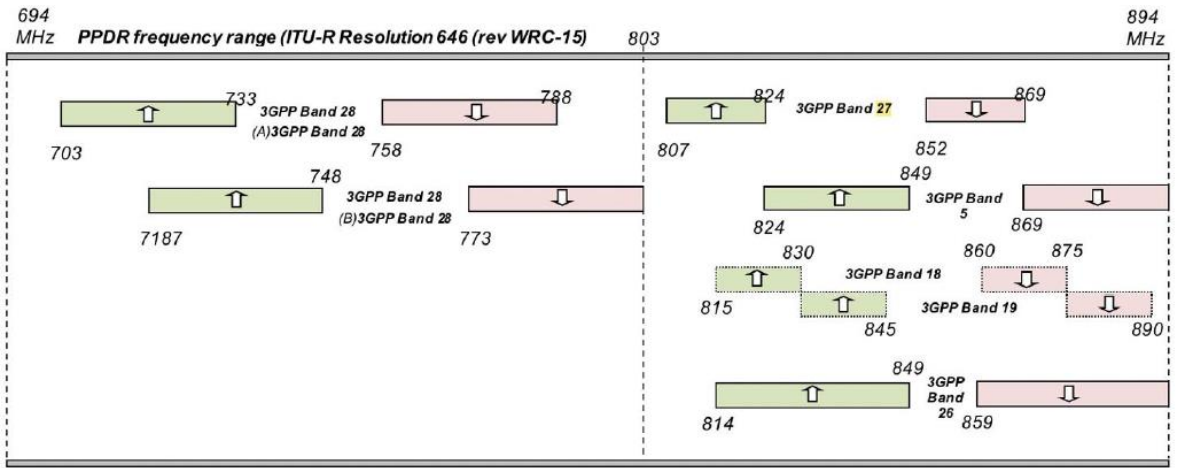 694
MHz
PPDR frequency range (ITU-R Resolution 646 (rev WRC-15)
803
894
MHz
733
3GPP Band 28
(A)3GPP Band 28
788
703
758
824
3GPP Band 27
869
807
852
748
3GPP Band 28
(B)3GPP Band 28
7187
773
849
3GPP Band
5
824
869
830
3GPP Band 18
860
875
815
3GPP Band 19
845
890
849
3GPP
Band
26
814
859